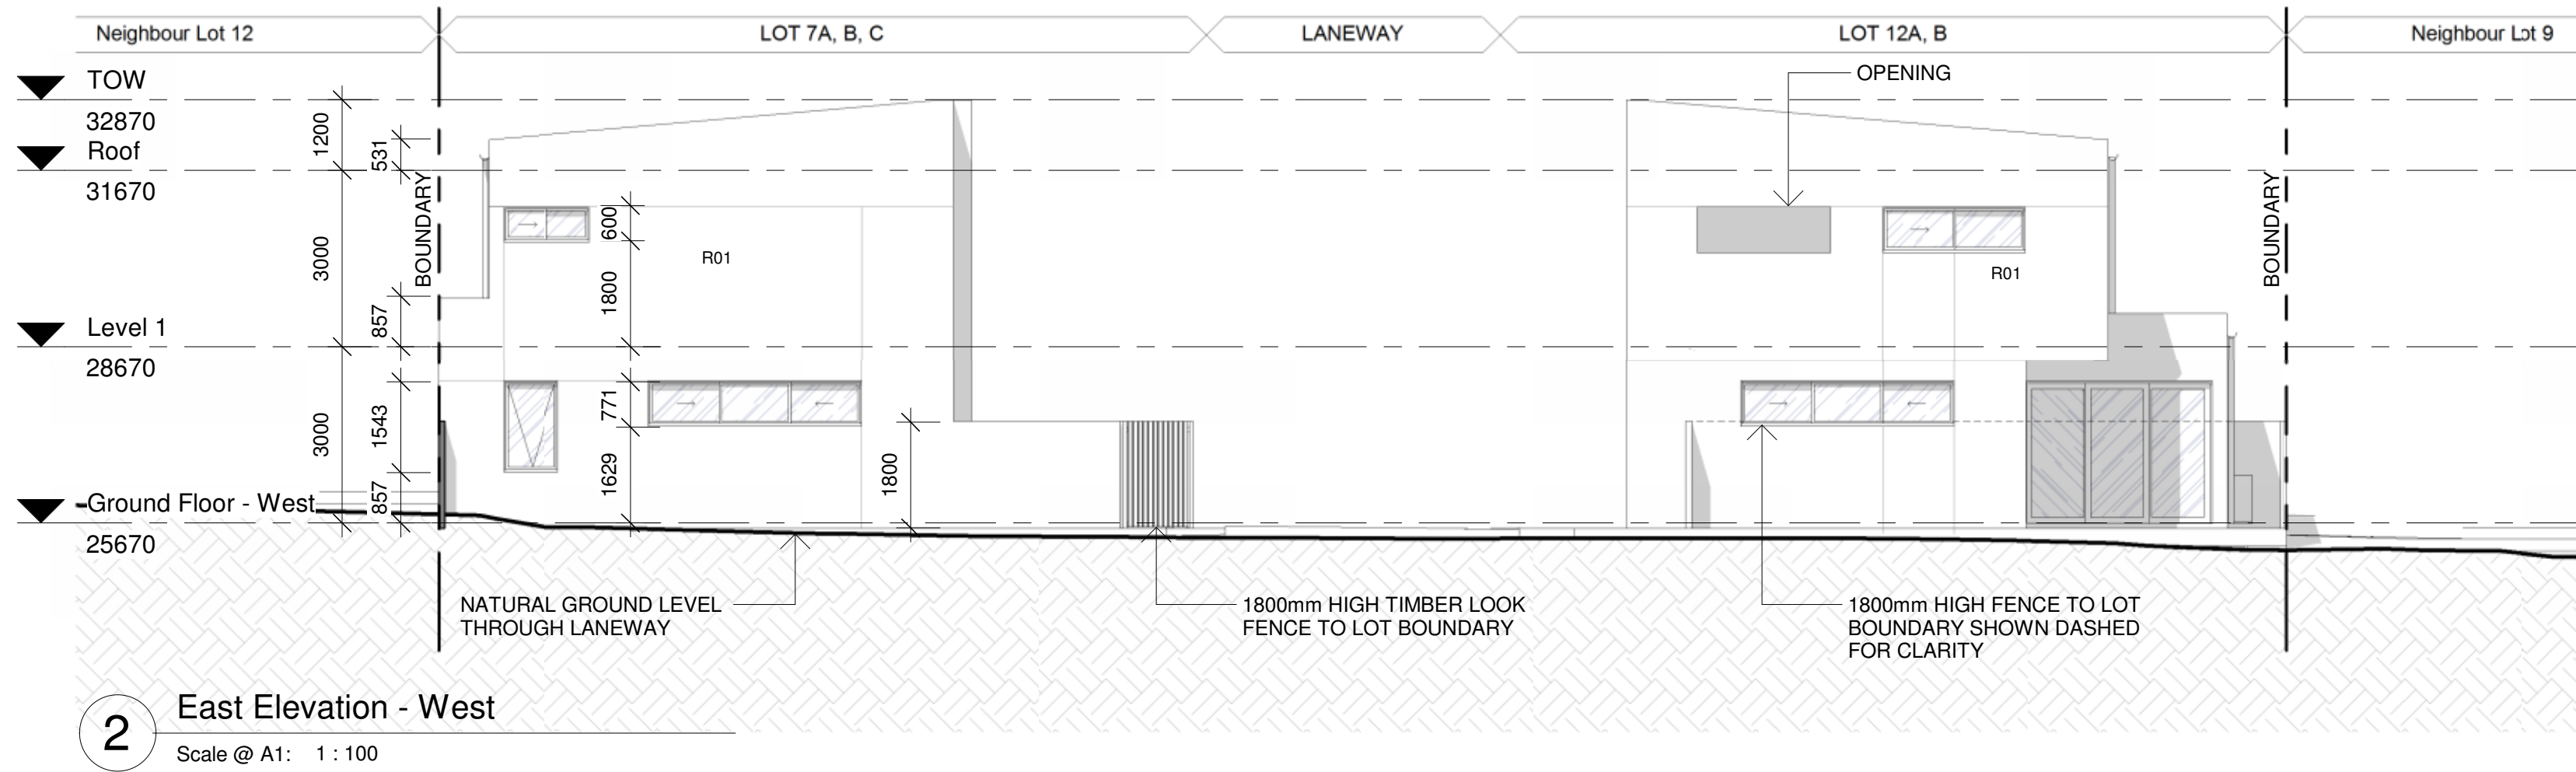 Neighbour Lot 12
LOT 7A, B, C
LANEWAY
LOT 12A, B
Neighbour Lot 9
TOW
32870
Roof
31670
Level 1
28670
Ground Floor - West
25670
1200
3000
3000
531
857
1543
857
BOUNDARY
600
1800
771
1629
R01
1800
OPENING
R01
BOUNDARY
NATURAL GROUND LEVEL
THROUGH LANEWAY
1800mm HIGH TIMBER LOOK
FENCE TO LOT BOUNDARY
1800mm HIGH FENCE TO LOT
BOUNDARY SHOWN DASHED
FOR CLARITY
2
East Elevation - West
Scale @ A1: 1 : 100